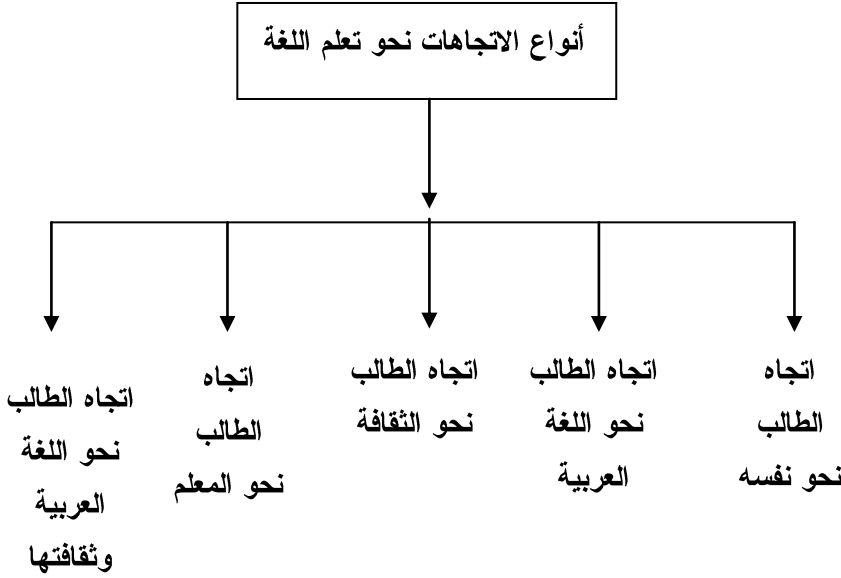 أنواع الاتجاهات نحو تعلم اللغة
اتجاه
الطالب
نحو نفسه
اتجاه الطالب
نحو اللغة
العربية
اتجاه الطالب
نحو الثقافة
اتجاه
الطالب
نحو المعلم
اتجاه الطالب
نحو اللغة
العربية
وثقافتها